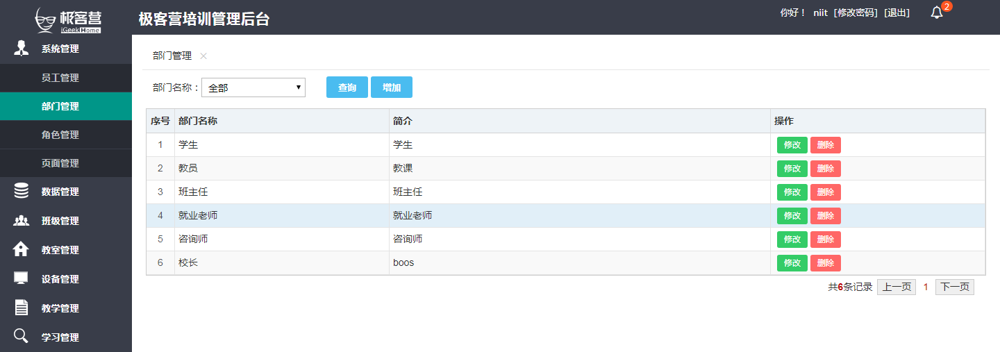 极客营
iGeekHome
极客营培训管理后台
你好！ niit [修改密码] [退出]
2
系统管理
员工管理
部门管理
角色管理
页面管理
数据管理
班级管理
教室管理
设备管理
教学管理
学习管理
部门管理 ×
部门名称： 全部 查询 增加
序号 部门名称 简介 操作
1 学生 学生 修改 删除
2 教员 教课 修改 删除
3 班主任 班主任 修改 删除
4 就业老师 就业老师 修改 删除
5 咨询师 咨询师 修改 删除
6 校长 boos 修改 删除
共6条记录 上一页 1 下一页